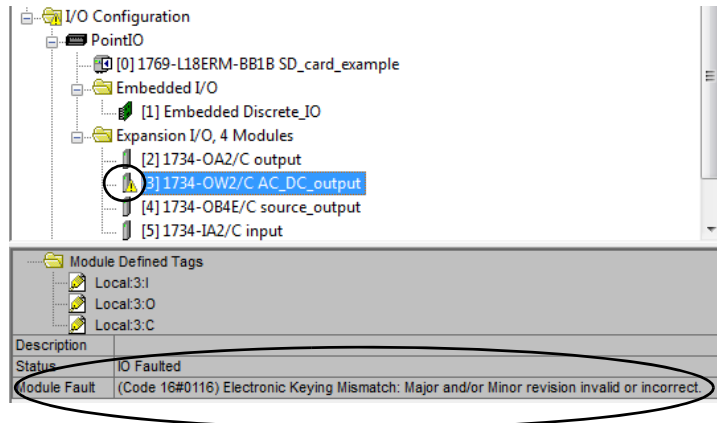 I/O Configuration
PointIO
[0] 1769-L18ERM-BB1B SD_card_example
Embedded I/O
[1] Embedded Discrete_IO
Expansion I/O, 4 Modules
[2] 1734-OA2/C output
[3] 1734-OW2/C AC_DC_output
[4] 1734-OB4E/C source_output
[5] 1734-IA2/C input
Module Defined Tags
Local:3:I
Local:3:O
Local:3:C
Description
Status IO Faulted
Module Fault (Code 16#0116) Electronic Keying Mismatch: Major and/or Minor revision invalid or incorrect.